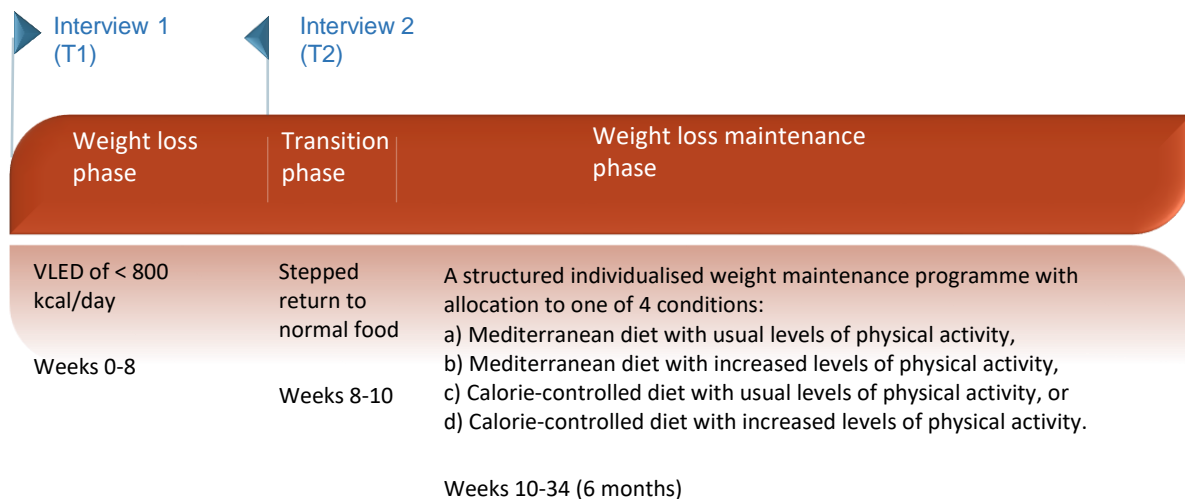 Interview 1
(T1)
Interview 2
(T2)
Weight loss
phase
Transition
phase
Weight loss maintenance
phase
VLED of < 800
kcal/day
Weeks 0-8
Stepped
return to
normal food
Weeks 8-10
A structured individualised weight maintenance programme with
allocation to one of 4 conditions:
a) Mediterranean diet with usual levels of physical activity,
b) Mediterranean diet with increased levels of physical activity,
c) Calorie-controlled diet with usual levels of physical activity, or
d) Calorie-controlled diet with increased levels of physical activity.
Weeks 10-34 (6 months)